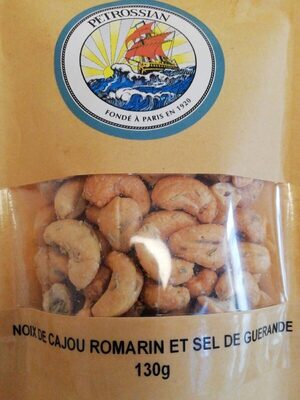 PETROSSIAN
FONDÉ À PARIS EN 1920
NOIX DE CAJOU ROMARIN ET SEL DE GUERANDE
130g